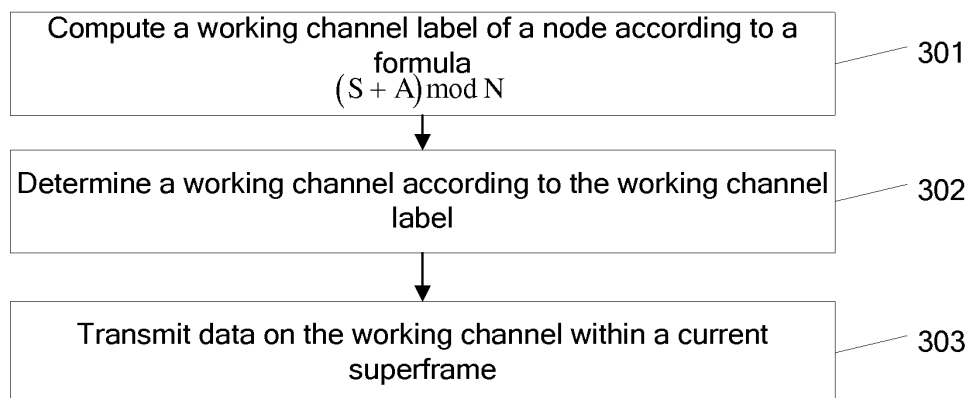 Compute a working channel label of a node according to a
formula
(S + A) mod N
301
Determine a working channel according to the working channel
label
302
Transmit data on the working channel within a current
superframe
303